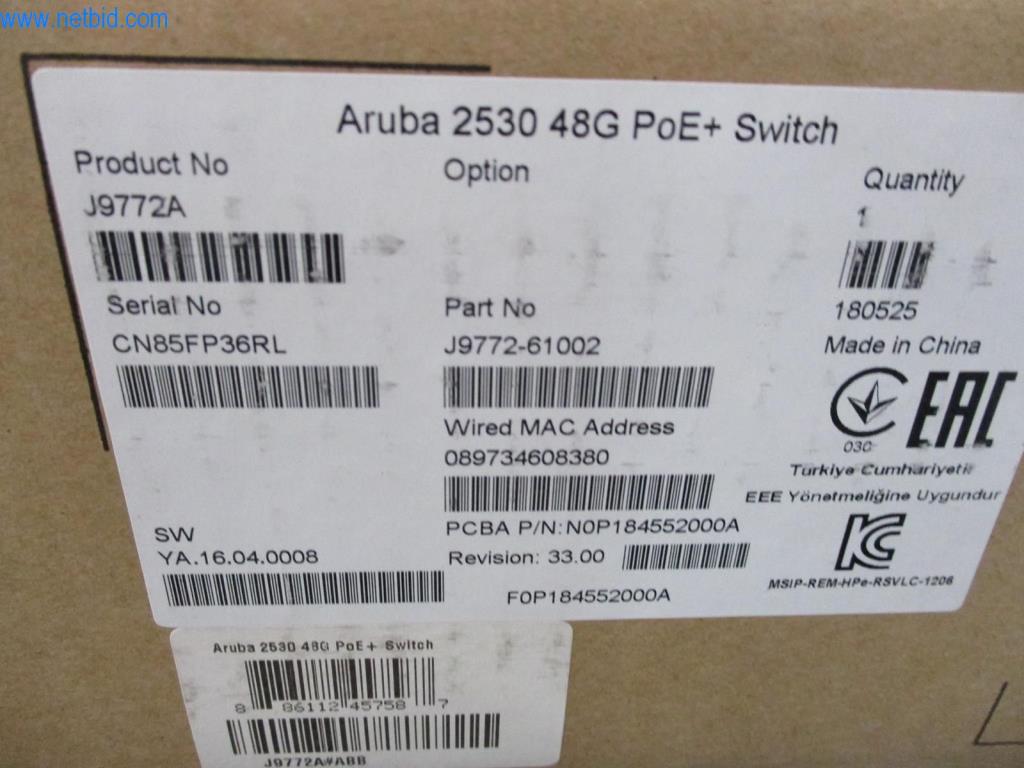 www.netbid.com
Aruba 2530 48G PoE+ Switch
Product No
Option
Quantity
J9772A
1
Serial No
Part No
180525
CN85FP36RL
J9772-61002
Made in China
Wired MAC Address
089734608380
EAC
030
Türkiye Cumhuriyeti
EEE Yönetmeliğine Uygundur
SW
PCBA P/N: N0P184552000A
YA.16.04.0008
Revision: 33.00
F0P184552000A
MSIP-REM-HPe-RSVLC-1206
Aruba 2530 48G PoE+ Switch
8 86112 45758 7
J9772A#ABB